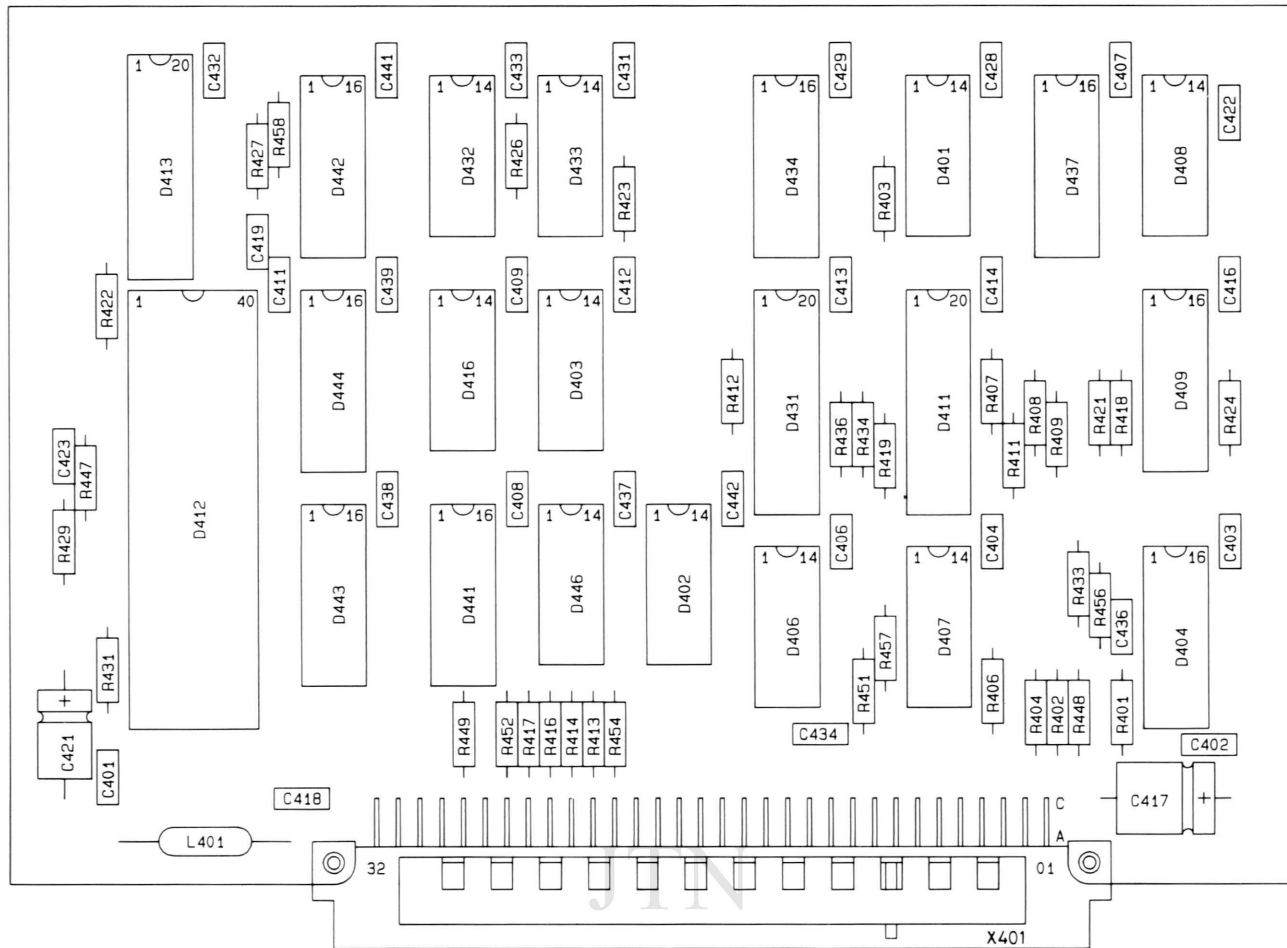 1 20 C432
1 16 C441
1 14 C433
1 14 C431
1 16 C429
1 14 C428
1 16 C407
1 14 C422
R427
R458
D413
D442
D432
R426
D433
R423
D434
R403
D401
D437
D408
C419
C411
R422
1 40
1 16 C439
1 14 C409
1 14 C412
1 20 C413
1 20 C414
1 16 C416
D444
D416
D403
R412
D431
R436
R434
R419
D411
R407
R411
R408
R409
R421
R418
D409
R424
C423
R447
R429
D412
1 16 C438
1 16 C408
1 14 C437
1 14 C442
1 14 C406
1 14 C404
1 16 C403
D443
D441
D446
D402
D406
R457
R451
D407
R406
R433
R456
C436
D404
R431
+
C421
C401
R449
R452
R417
R416
R414
R413
R454
C434
R404
R402
R448
R401
C402
C418
C417 +
L401
C
A
32 01
JTN
X401